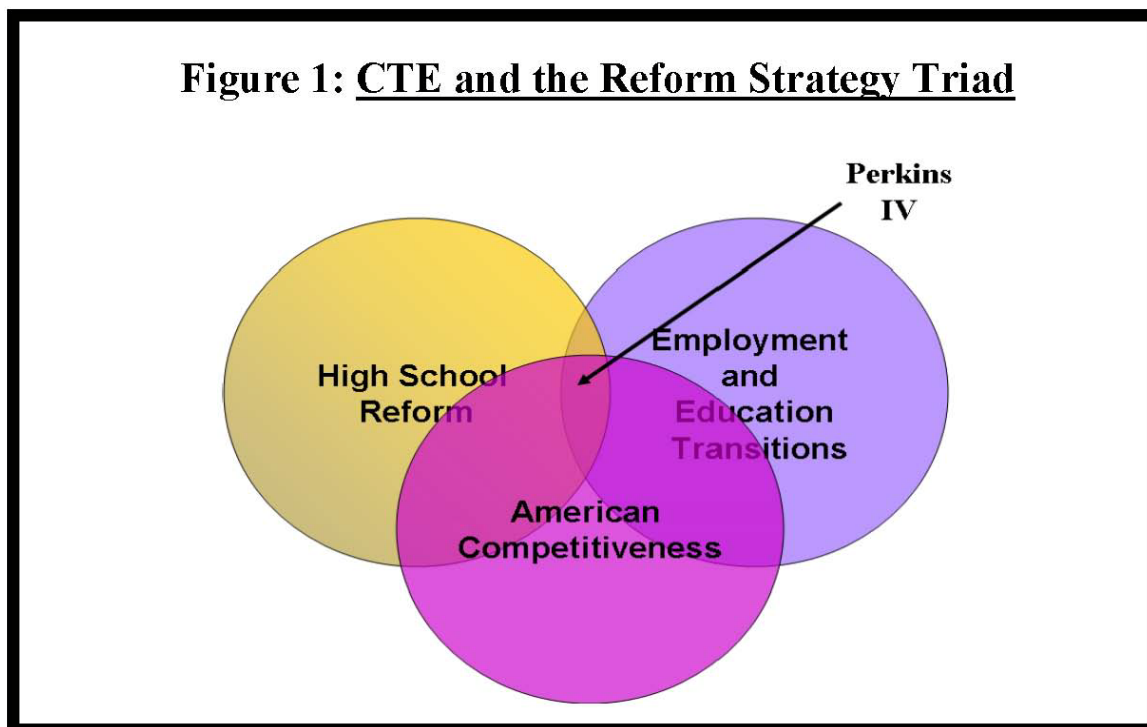 Figure 1: CTE and the Reform Strategy Triad
Perkins
IV
High School
Reform
Employment
and
Education
Transitions
American
Competitiveness